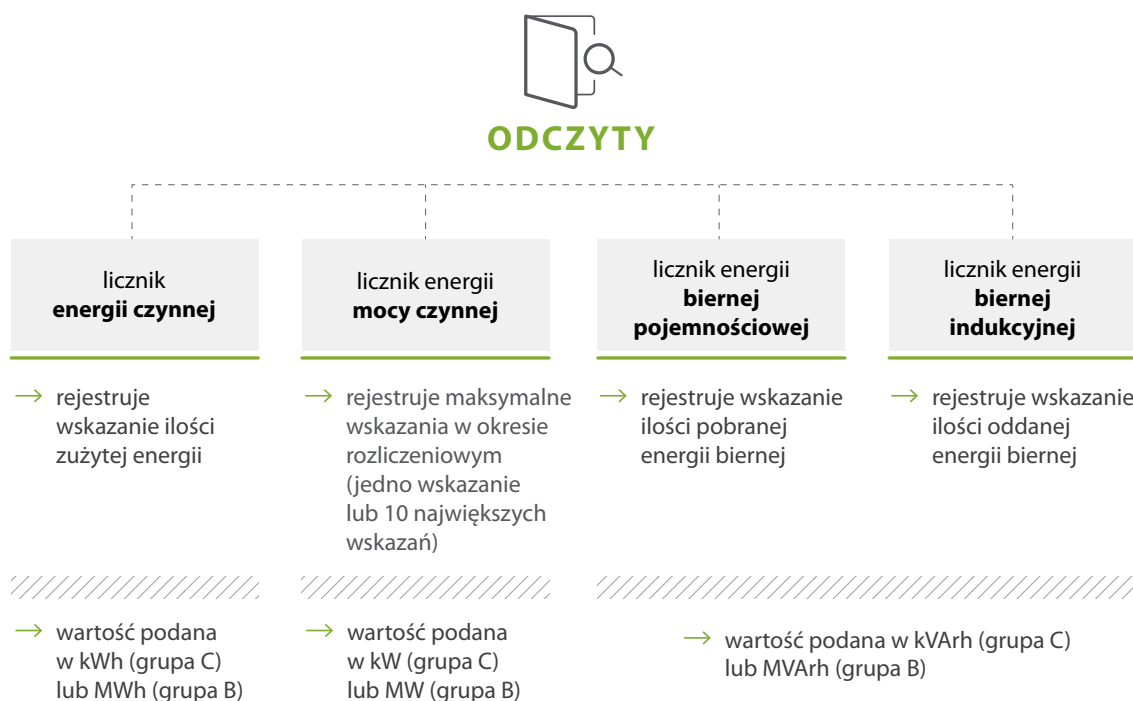 ODCZYTY
licznik
energii czynnej
licznik energii
mocy czynnej
licznik energii
biernej
pojemnościowej
licznik energii
biernej
indukcyjnej
→ rejestruje
wskazanie ilości
zużytej energii
→ rejestruje maksymalne
wskazania w okresie
rozliczeniowym
(jedno wskazanie
lub 10 największych
wskazań)
→ rejestruje wskazanie
ilości pobranej
energii biernej
→ rejestruje wskazanie
ilości oddanej
energii biernej
→ wartość podana
w kWh (grupa C)
lub MWh (grupa B)
→ wartość podana
w kW (grupa C)
lub MW (grupa B)
→ wartość podana w kVArh (grupa C)
lub MVArh (grupa B)